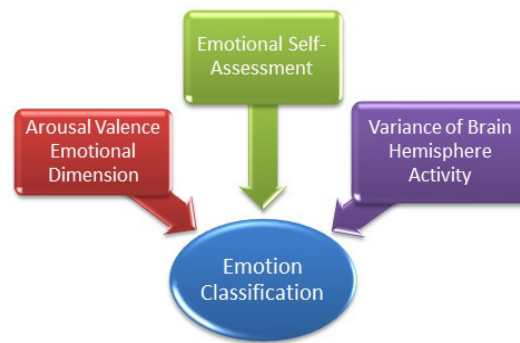 Emotional Self-
Assessment
Arousal Valence
Emotional
Dimension
Variance of Brain
Hemisphere
Activity
Emotion
Classification